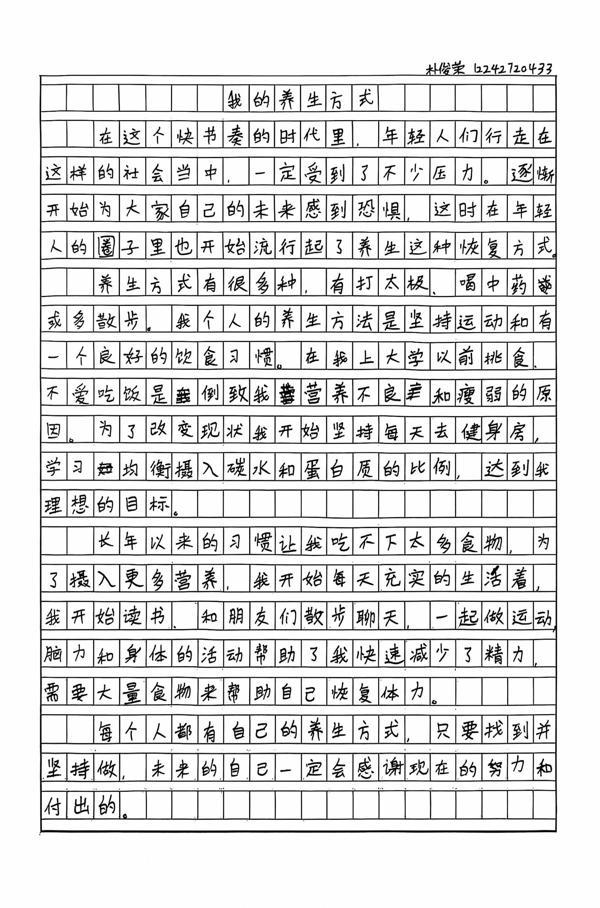 朴俊荣 12242720433
我的养生方式
在这个快书奏的时代里，年轻人们行走在
这样的社会当中，一定受到了不少压力。逐惭
开始为大家自己的未来感到恐惧，这时在年轻
人的圈子里也开始流行起了养生这种恢复方式。
养生方式有很多种，有打太极、喝中药
或多散步。我个人的养生方法是坚持运动和有
一个良好的饮食习惯。在我上大学以前挑食、
不爱吃饭是倒致我营养不良和瘦弱的原
因。为了改变现状我开始坚持每天去健身房，
学习均衡摄入碳水和蛋白质的比例，达到我
理想的目标。
长年以来的习惯让我吃不下太多食物，为
了摄入更多营养，我开始每天充实的生活着，
我开始读书、和朋友们散步聊天，一起做运动，
脑力和身体的活动帮助了我快速减少了精力，
需要大量食物来帮助自己恢复体力。
每个人都有自己的养生方式，只要找到并
坚持做，未来的自己一定会感谢现在的努力和
付出的。